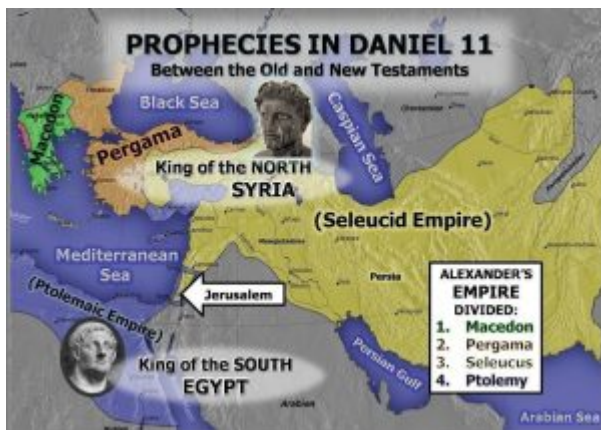 PROPHECIES IN DANIEL 11
Between the Old and New Testaments
Black Sea
Caspian Sea
Macedon
Pergama
King of the NORTH
SYRIA
(Seleucid Empire)
Mediterranean
Sea
Persia
(Ptolemaic Empire)
Jerusalem
ALEXANDER'S
EMPIRE
DIVIDED:
1. Macedon
2. Pergama
3. Seleucus
4. Ptolemy
King of the SOUTH
EGYPT
Persian Gulf
Arabian
Arabian Sea